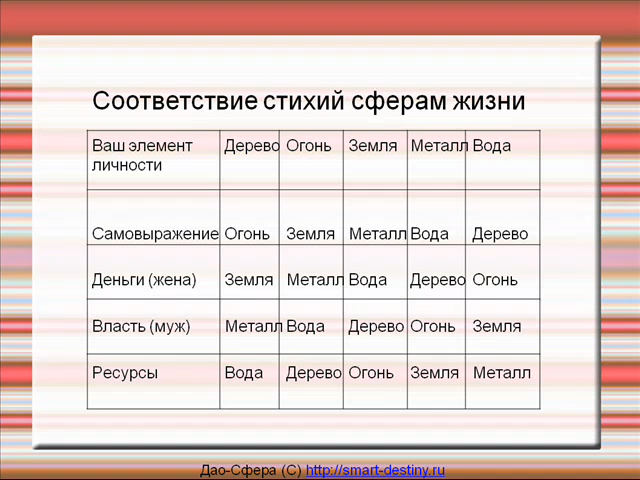 Соответствие стихий сферам жизни
Ваш элемент Дерево Огонь Земля Металл Вода
личности
Самовыражение Огонь Земля Металл Вода Дерево
Деньги (жена) Земля Металл Вода Дерево Огонь
Власть (муж) Металл Вода Дерево Огонь Земля
Ресурсы Вода Дерево Огонь Земля Металл
Дао-Сфера (С) http://smart-destiny.ru